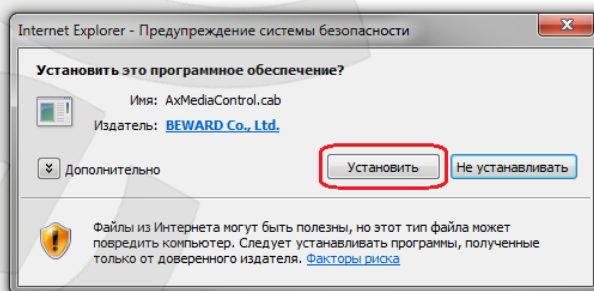 Internet Explorer - Предупреждение системы безопасности
Установить это программное обеспечение?
Имя: AxMediaControl.cab
Издатель: BEWARD Co., Ltd.
Дополнительно
Установить
Не устанавливать
Файлы из Интернета могут быть полезны, но этот тип файла может
повредить компьютер. Следует устанавливать программы, полученные
только от доверенного издателя. Факторы риска